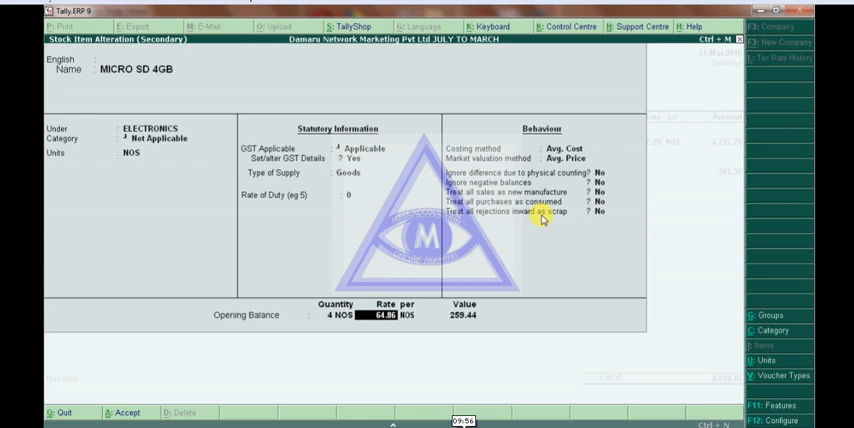 Tally.ERP 9
P: Print E: Export M: E-Mail O: Upload S: TallyShop G: Language K: Keyboard K: Control Centre H: Support Centre H: Help
F3: Company
F3: New Company
L: Tax Rate History
Stock Item Alteration (Secondary) Damaru Network Marketing Pvt Ltd JULY TO MARCH Ctrl + M
English :
Name : MICRO SD 4GB
Under : ELECTRONICS
Category : Not Applicable
Units : NOS
Statutory Information
GST Applicable : Applicable
Set/alter GST Details ? Yes
Type of Supply : Goods
Rate of Duty (eg 5) : 0
Behaviour
Costing method : Avg. Cost
Market valuation method : Avg. Price
Ignore difference due to physical counting? No
Ignore negative balances ? No
Treat all sales as new manufacture ? No
Treat all purchases as consumed ? No
Treat all rejections inward as scrap ? No
M
Quantity Rate per Value
Opening Balance : 4 NOS 64.86 NOS 259.44
G: Groups
C: Category
I: Items
U: Units
V: Voucher Types
F11: Features
F12: Configure
Q: Quit A: Accept D: Delete
09:56
Ctrl + N